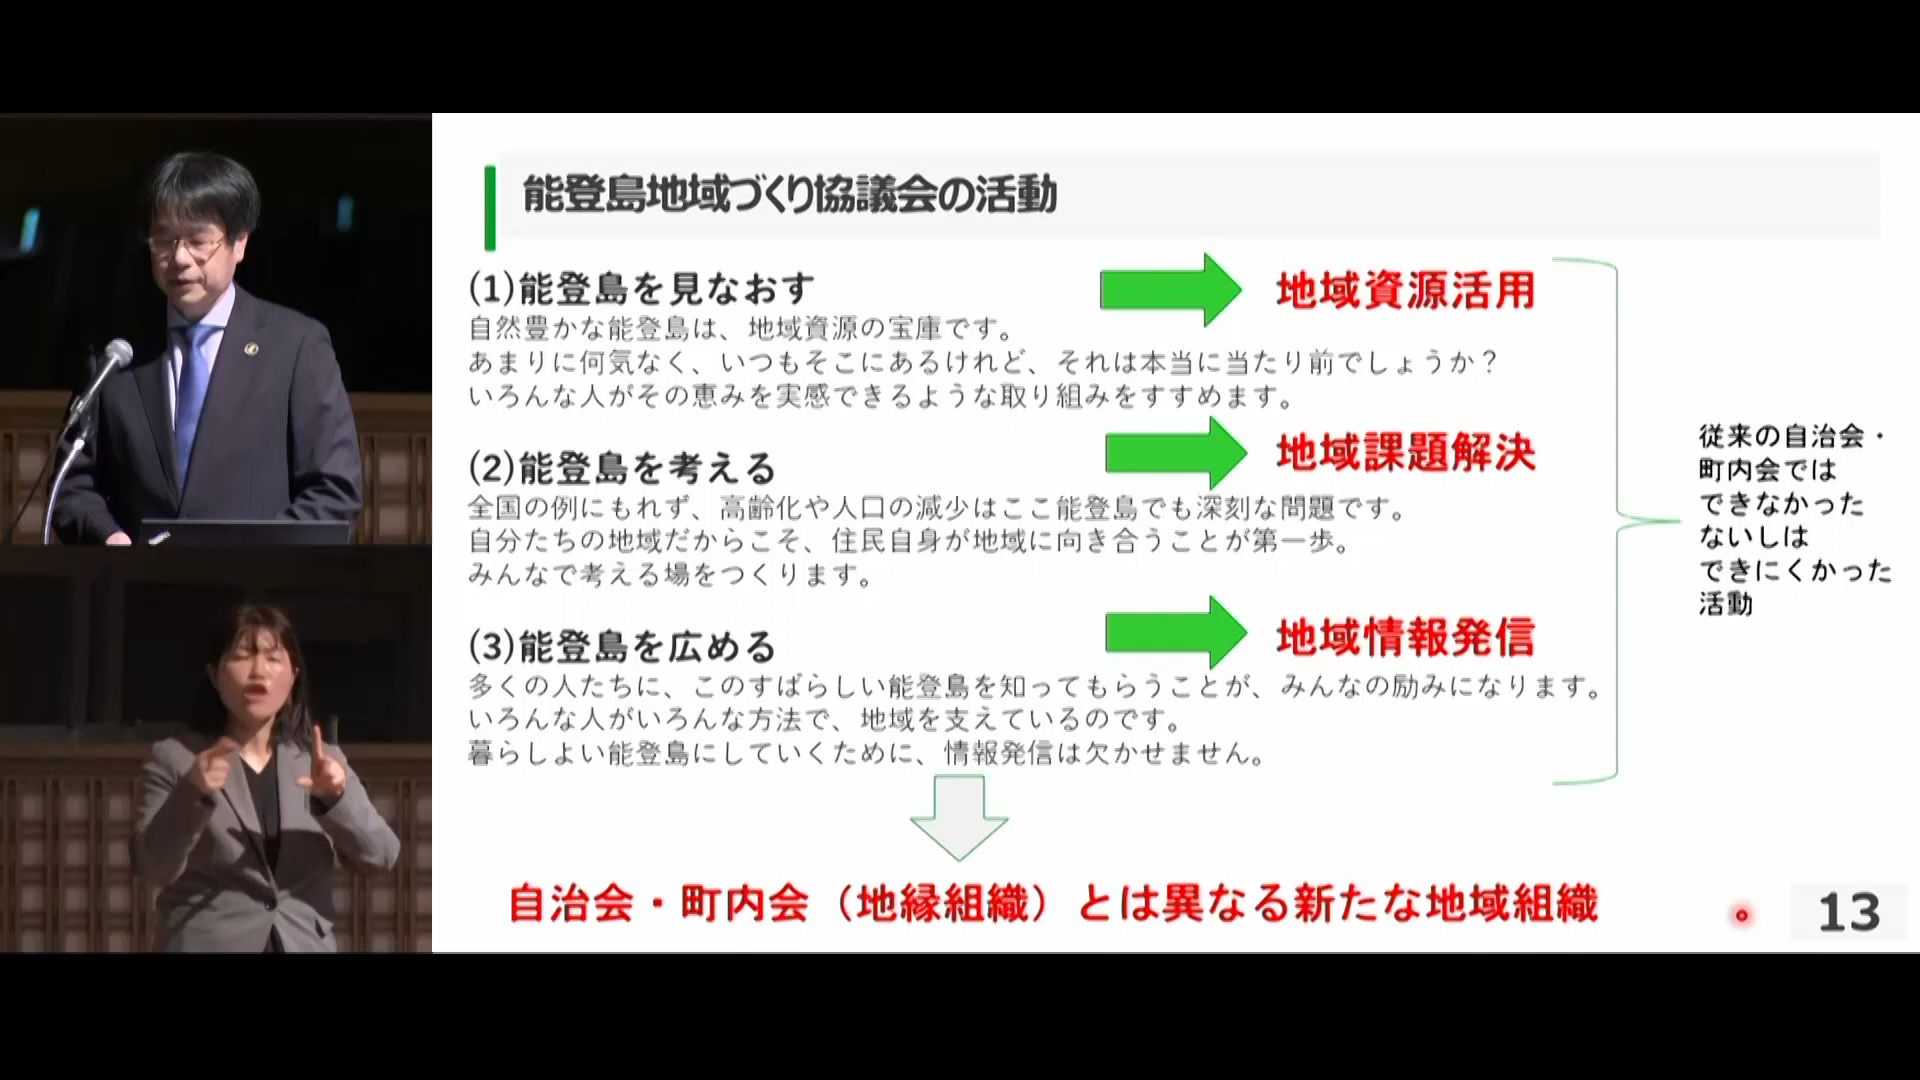 能登島地域づくり協議会の活動
(1)能登島を見なおす
地域資源活用
自然豊かな能登島は、地域資源の宝庫です。
あまりに何気なく、いつもそこにあるけれど、それは本当に当たり前でしょうか？
いろんな人がその恵みを実感できるような取り組みをすすめます。
(2)能登島を考える
地域課題解決
全国の例にもれず、高齢化や人口の減少はここ能登島でも深刻な問題です。
自分たちの地域だからこそ、住民自身が地域に向き合うことが第一歩。
みんなで考える場をつくります。
(3)能登島を広める
地域情報発信
多くの人たちに、このすばらしい能登島を知ってもらうことが、みんなの励みになります。
いろんな人がいろんな方法で、地域を支えているのです。
暮らしよい能登島にしていくために、情報発信は欠かせません。
従来の自治会・
町内会では
できなかった
ないしは
できにくかった
活動
自治会・町内会（地縁組織）とは異なる新たな地域組織
13